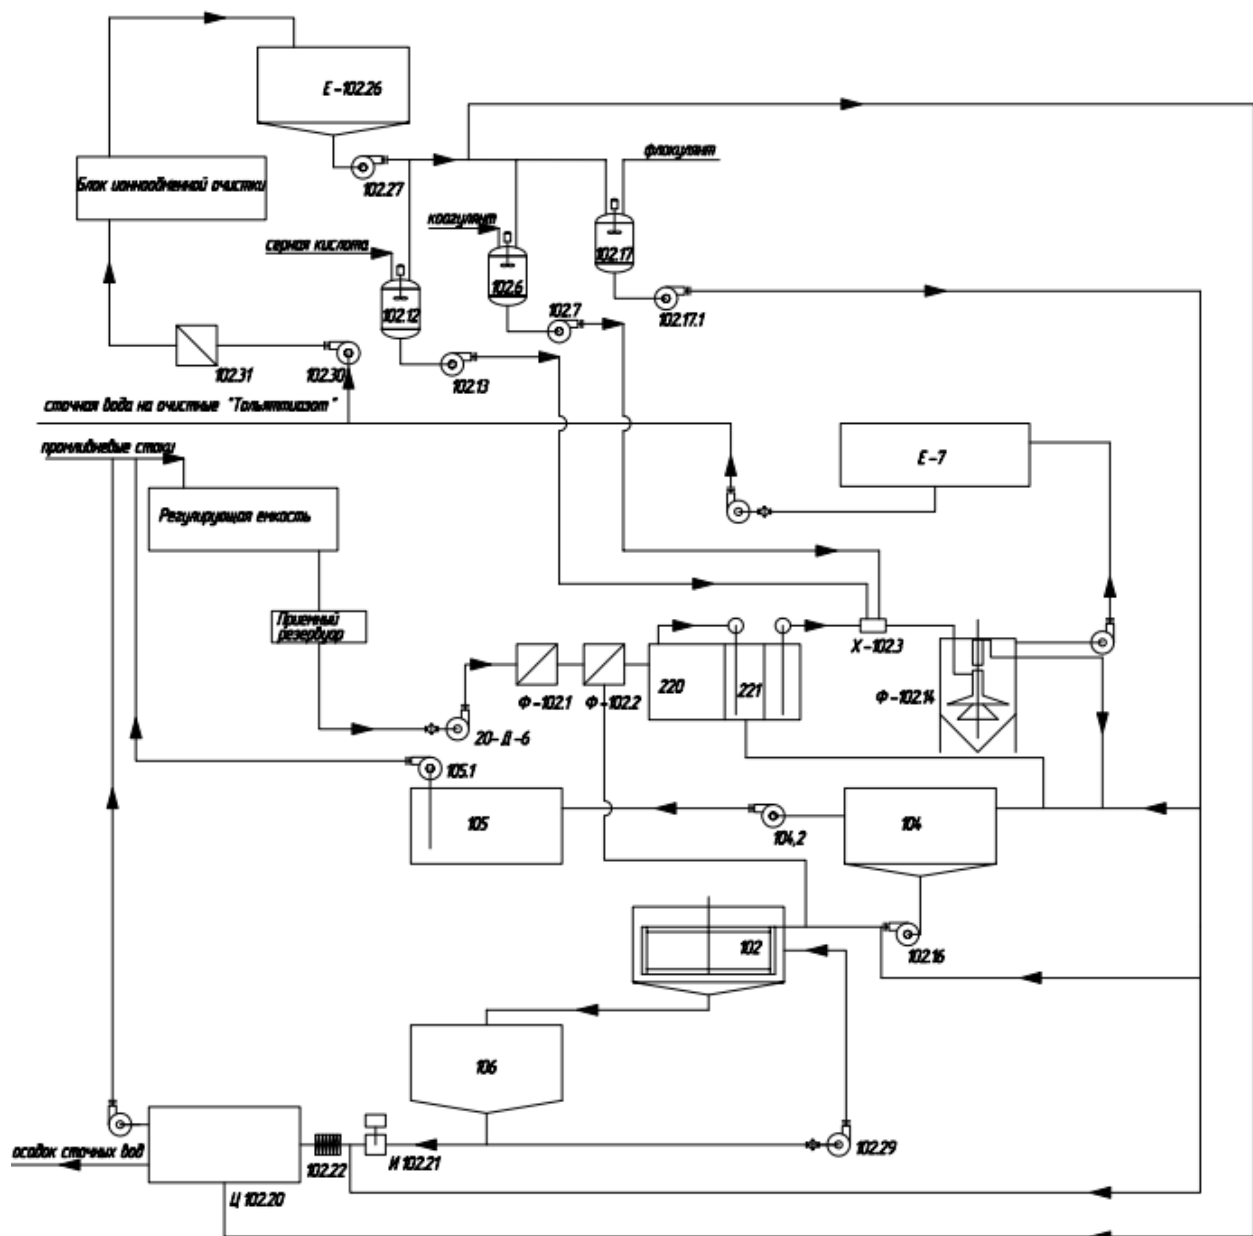 Е-102.26
флокулянт
Блок ионнообменной очистки
102.27
коагулянт
серная кислота
102.17
102.6
102.12
102.7
102.17.1
102.31
102.30
102.13
сточная вода на очистные "Тольяттиазот"
промливневые стоки
Е-7
Регулирующая емкость
Приемный
резервуар
Х-102.3
220
221
Ф-102.1
Ф-102.2
Ф-102.14
20-Д-6
105.1
105
104,2
104
102
102.16
106
осадок сточных вод
102.22
И 102.21
102.29
Ц 102.20